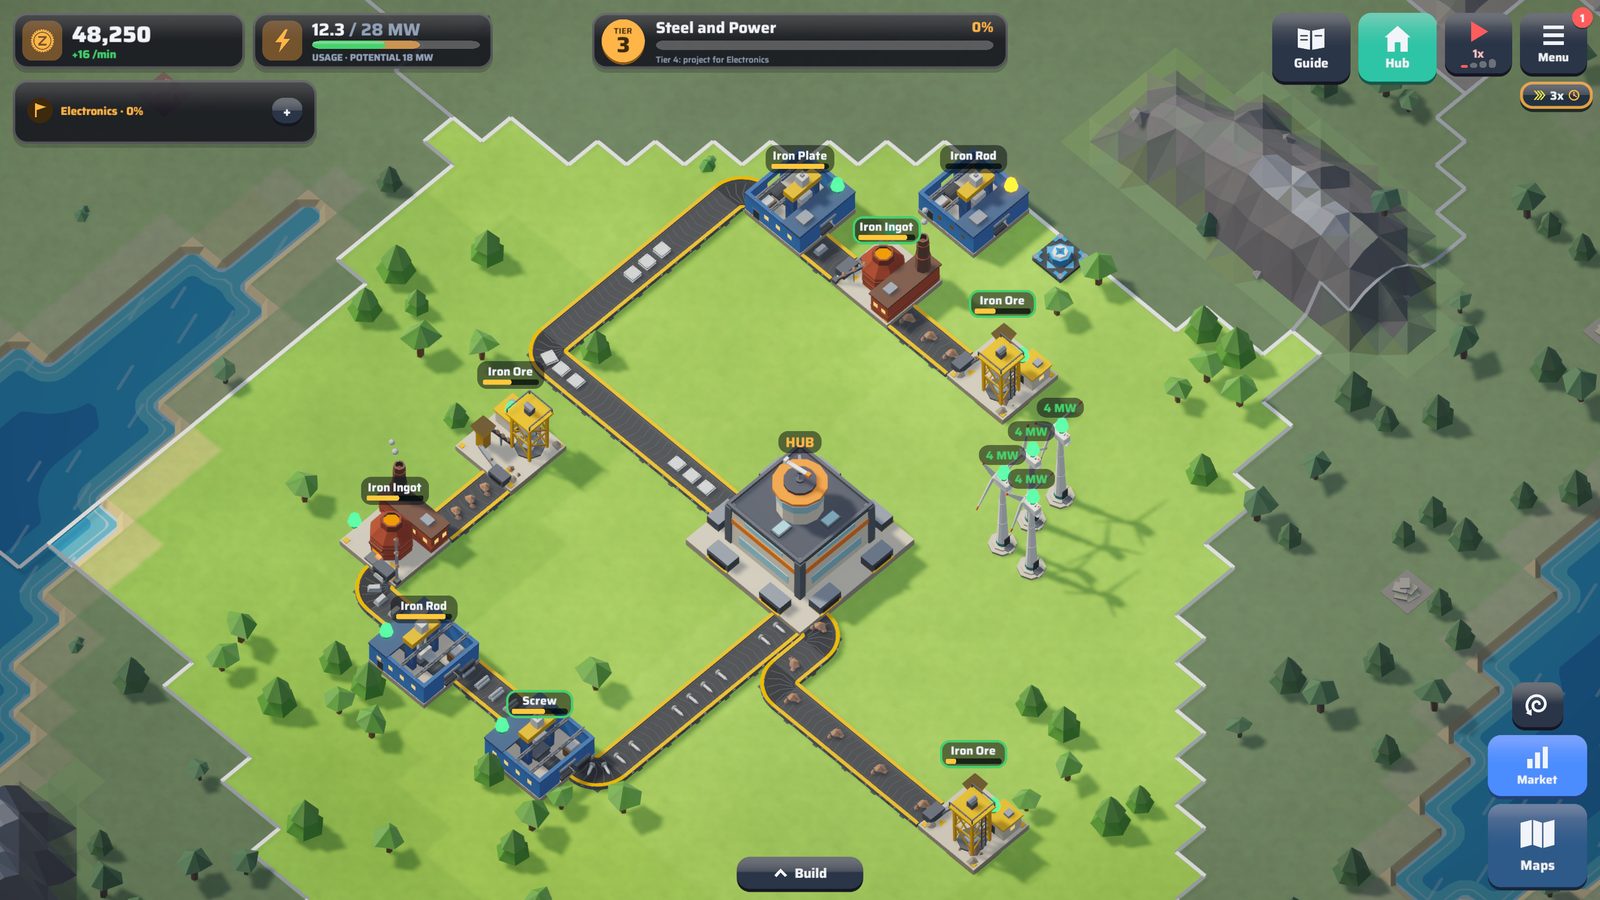 48,250
+16 /min
12.3 / 28 MW
USAGE · POTENTIAL 18 MW
TIER
3
Steel and Power
0%
Tier 4: project for Electronics
Guide
Hub
1x
1
Menu
3x
Electronics · 0%
+
Iron Plate
Iron Rod
Iron Ingot
Iron Ore
Iron Ore
4 MW
4 MW
4 MW
4 MW
HUB
Iron Ingot
Iron Rod
Screw
Iron Ore
Market
Maps
Build